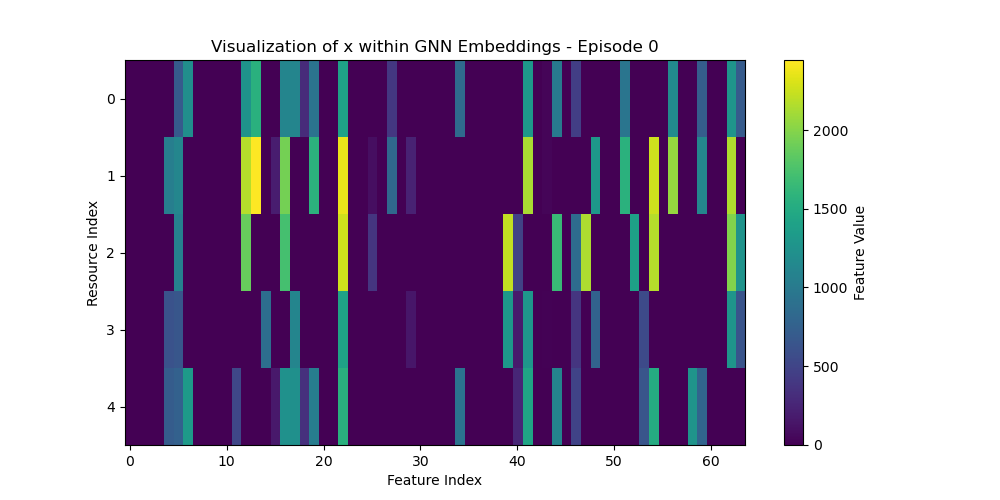 Visualization of x within GNN Embeddings - Episode 0
Resource Index
0
1
2
3
4
0 10 20 30 40 50 60
Feature Index
2000
1500
1000
500
0
Feature Value